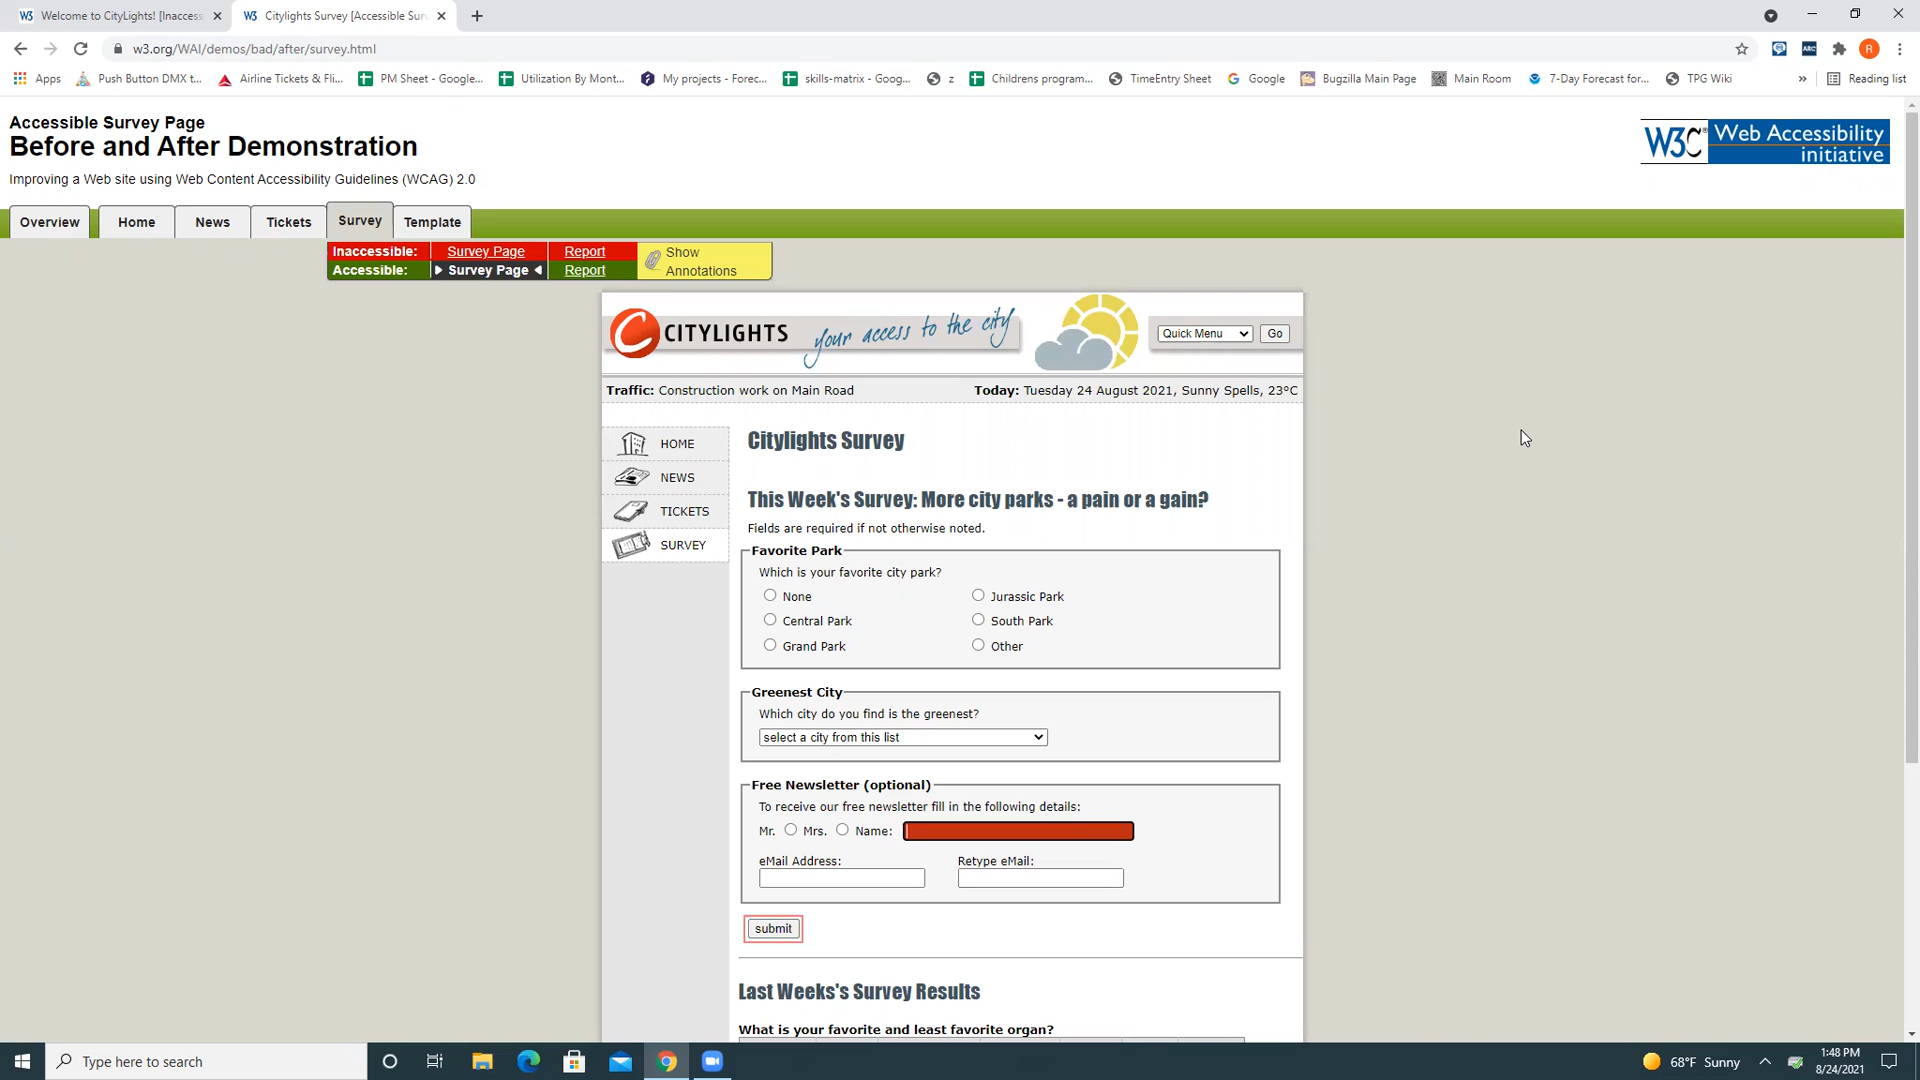 Welcome to CityLights! [Inaccess
Citylights Survey [Accessible Sur
w3.org/WAI/demos/bad/after/survey.html
Apps
Push Button DMX t...
Airline Tickets & Fli...
PM Sheet - Google...
Utilization By Mont...
My projects - Forec...
skills-matrix - Goog...
z
Childrens program...
TimeEntry Sheet
Google
Bugzilla Main Page
Main Room
7-Day Forecast for...
TPG Wiki
»
Reading list
Accessible Survey Page
Before and After Demonstration
Improving a Web site using Web Content Accessibility Guidelines (WCAG) 2.0
W3C® Web Accessibility
initiative
Overview
Home
News
Tickets
Survey
Template
Inaccessible: Survey Page Report
Accessible: Survey Page Report
Show
Annotations
CITYLIGHTS
your access to the city
Quick Menu
Go
Traffic: Construction work on Main Road
Today: Tuesday 24 August 2021, Sunny Spells, 23°C
HOME
NEWS
TICKETS
SURVEY
Citylights Survey
This Week's Survey: More city parks - a pain or a gain?
Fields are required if not otherwise noted.
Favorite Park
Which is your favorite city park?
None
Jurassic Park
Central Park
South Park
Grand Park
Other
Greenest City
Which city do you find is the greenest?
select a city from this list
Free Newsletter (optional)
To receive our free newsletter fill in the following details:
Mr. Mrs. Name:
eMail Address:
Retype eMail:
submit
Last Weeks's Survey Results
What is your favorite and least favorite organ?
Type here to search
68°F Sunny
1:48 PM
8/24/2021